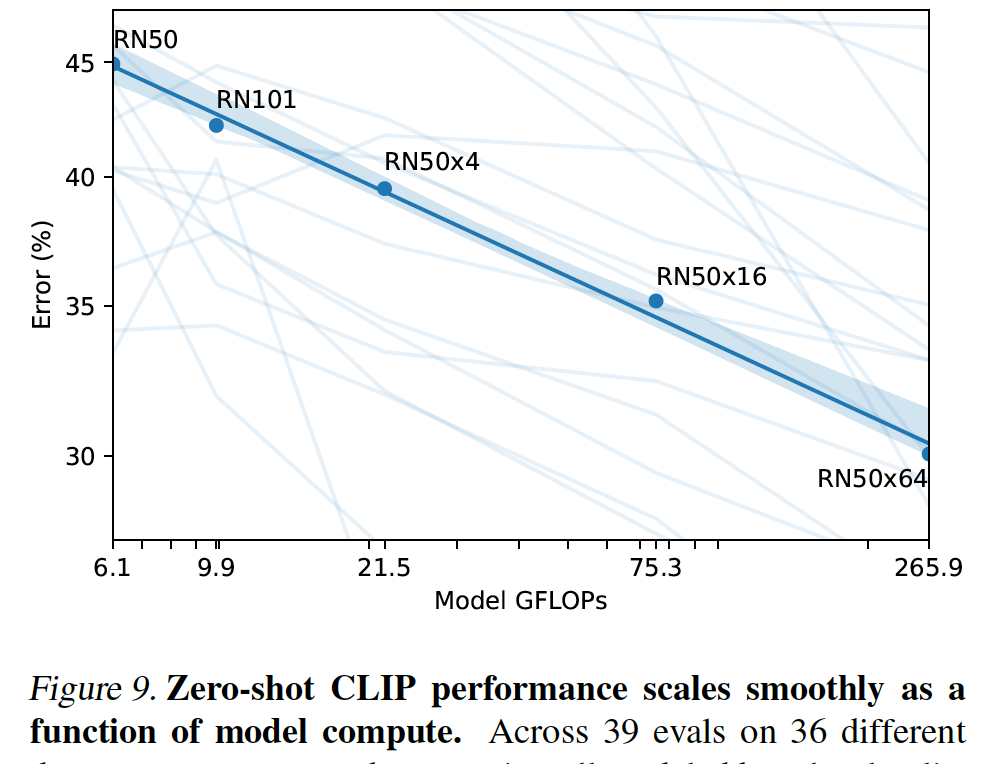 RN50
45
RN101
RN50x4
40
RN50x16
35
30
RN50x64
Error (%)
6.1 9.9 21.5 75.3 265.9
Model GFLOPs
Figure 9. Zero-shot CLIP performance scales smoothly as a
function of model compute. Across 39 evals on 36 different